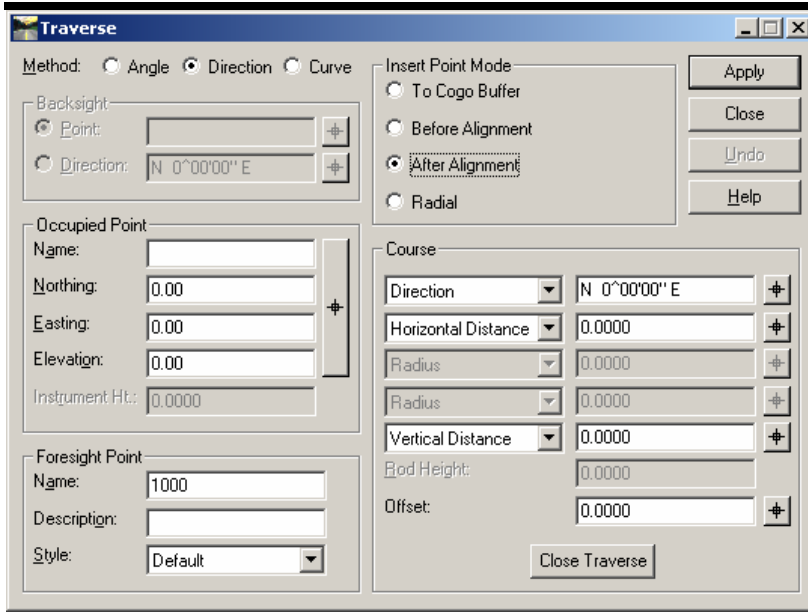 Traverse
Method: Angle Direction Curve
Backsight
Point:
Direction: N 0^00'00" E
Occupied Point
Name:
Northing: 0.00
Easting: 0.00
Elevation: 0.00
Instrument Ht.: 0.0000
Foresight Point
Name: 1000
Description:
Style: Default
Insert Point Mode
To Cogo Buffer
Before Alignment
After Alignment
Radial
Apply
Close
Undo
Help
Course
Direction N 0^00'00" E
Horizontal Distance 0.0000
Radius 0.0000
Radius 0.0000
Vertical Distance 0.0000
Rod Height: 0.0000
Offset: 0.0000
Close Traverse